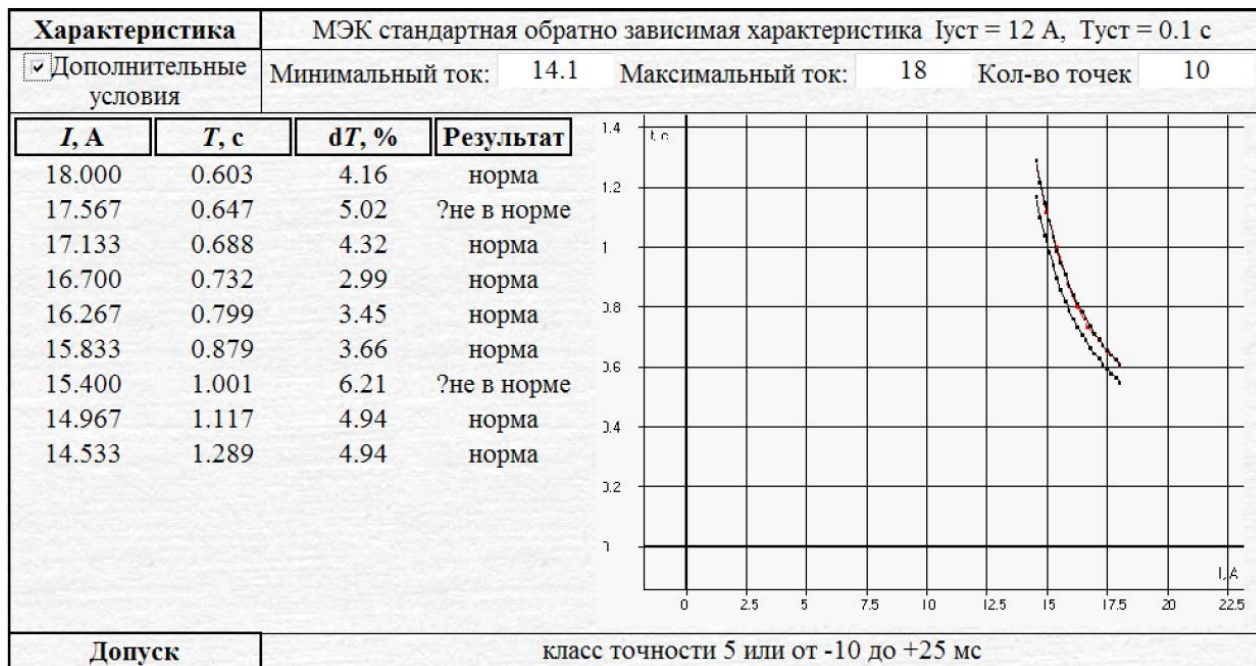 Характеристика МЭК стандартная обратно зависимая характеристика Iуст = 12 А, Туст = 0.1 с
Дополнительные условия Минимальный ток: 14.1 Максимальный ток: 18 Кол-во точек 10
I, А T, с dT, % Результат
18.000 0.603 4.16 норма
17.567 0.647 5.02 ?не в норме
17.133 0.688 4.32 норма
16.700 0.732 2.99 норма
16.267 0.799 3.45 норма
15.833 0.879 3.66 норма
15.400 1.001 6.21 ?не в норме
14.967 1.117 4.94 норма
14.533 1.289 4.94 норма
t, с
1.4
1.2
1
0.8
0.6
0.4
0.2
I, А
0 2.5 5 7.5 10 12.5 15 17.5 20 22.5
Допуск класс точности 5 или от -10 до +25 мс